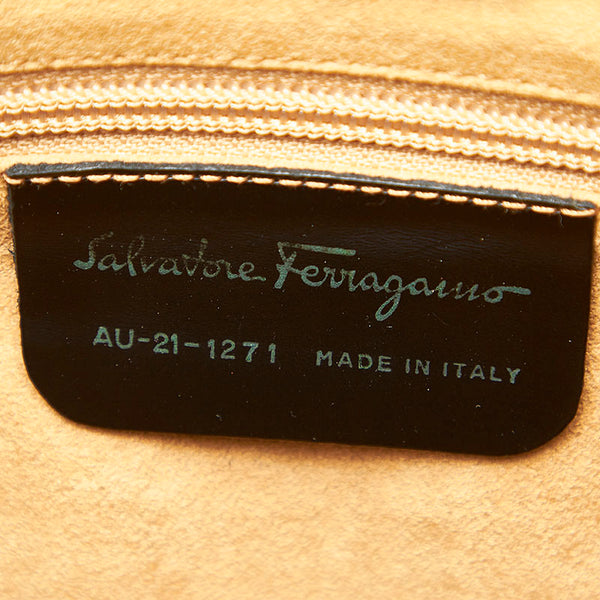 Salvatore Ferragamo
AU-21-1271 MADE IN ITALY